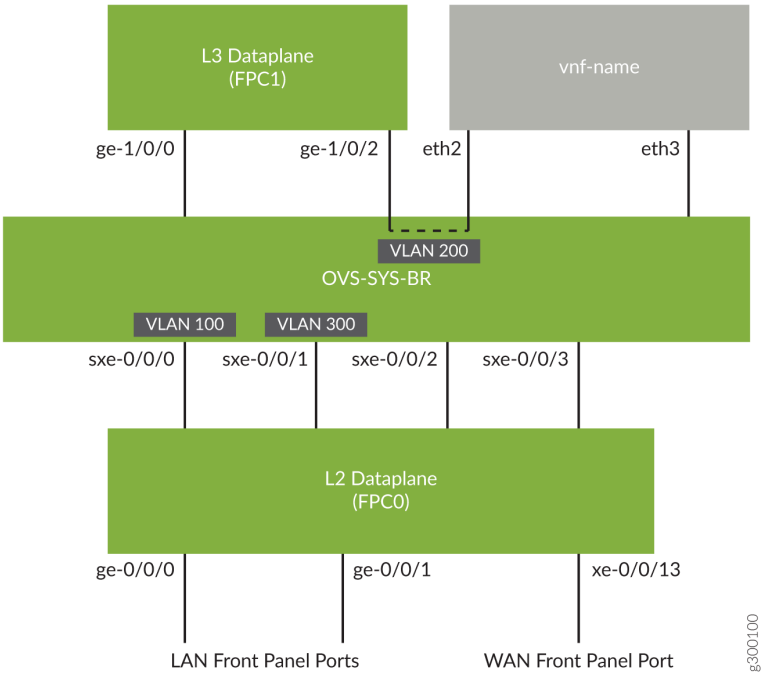 L3 Dataplane
(FPC1)
vnf-name
ge-1/0/0
ge-1/0/2
eth2
eth3
VLAN 200
OVS-SYS-BR
VLAN 100
VLAN 300
sxe-0/0/0
sxe-0/0/1
sxe-0/0/2
sxe-0/0/3
L2 Dataplane
(FPC0)
ge-0/0/0
ge-0/0/1
xe-0/0/13
LAN Front Panel Ports
WAN Front Panel Port
g300100